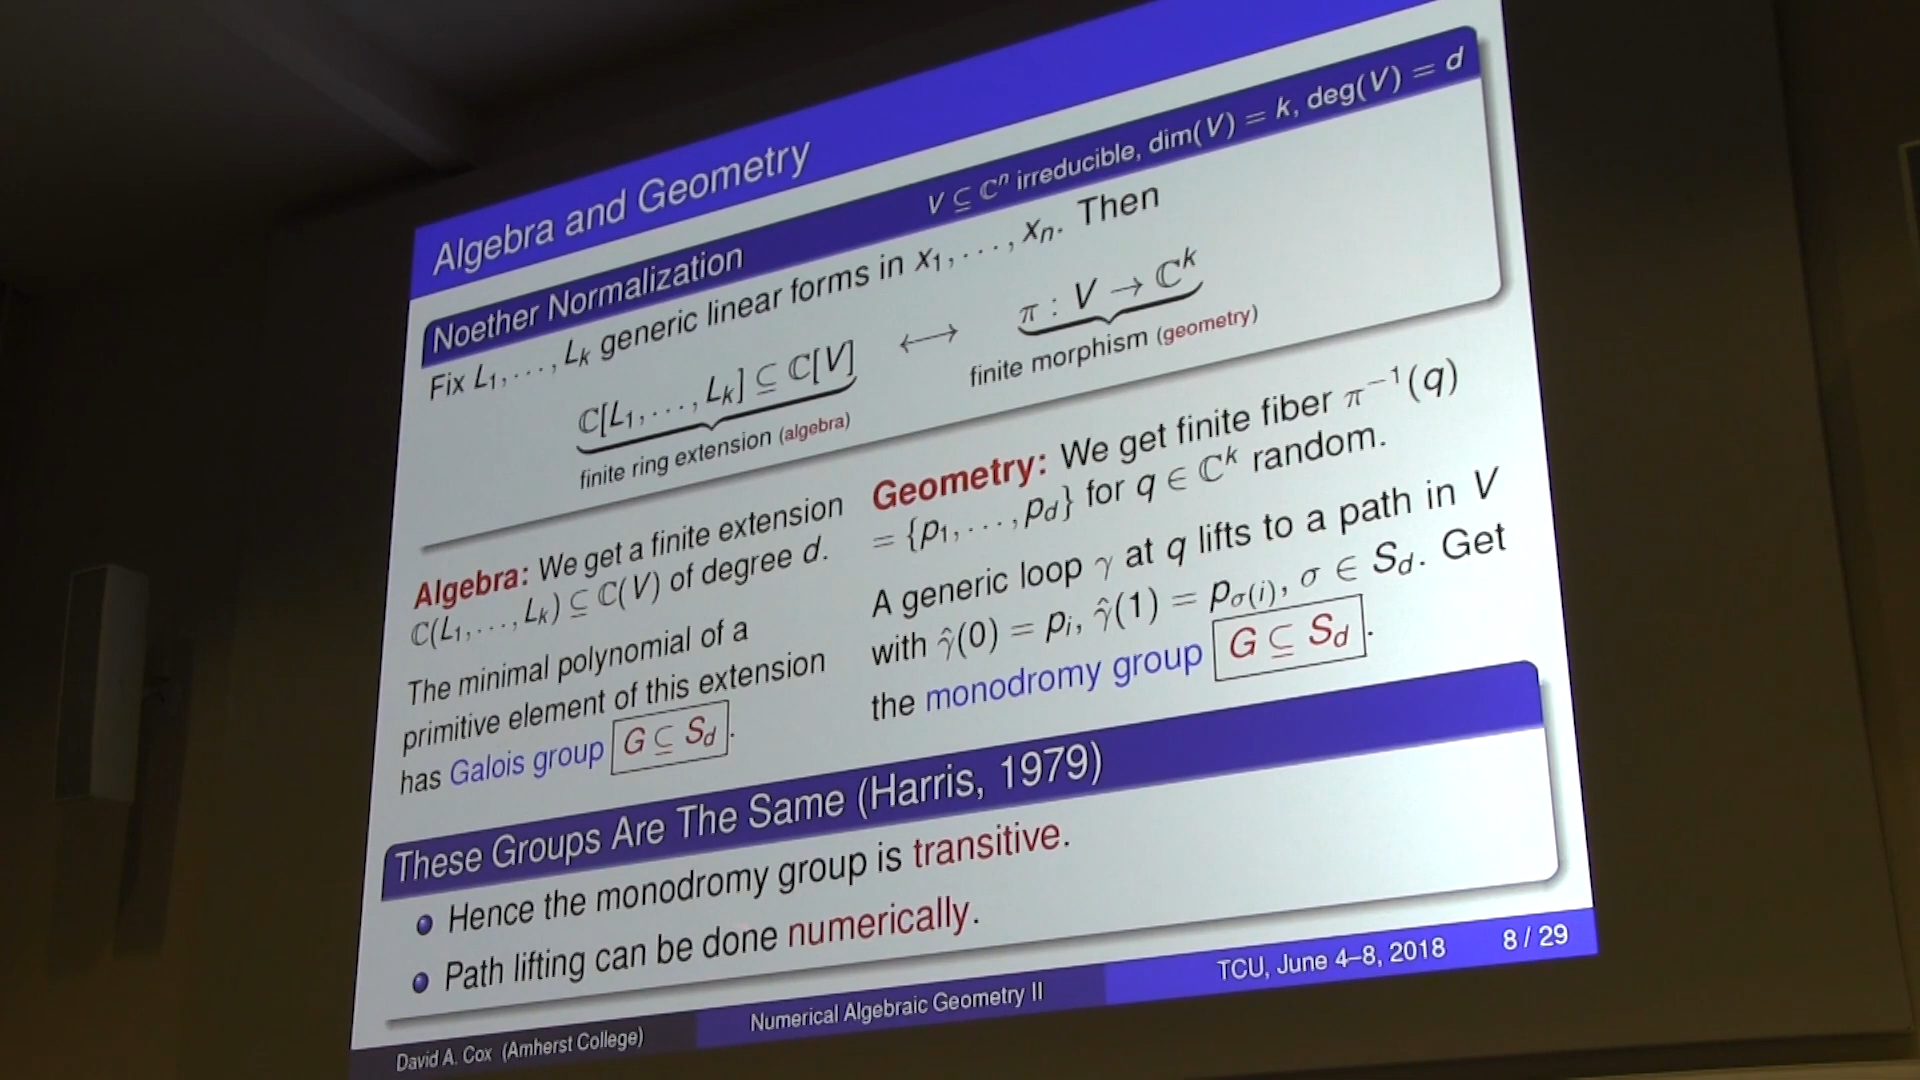 Algebra and Geometry
Noether Normalization
V ⊆ ℂⁿ irreducible, dim(V) = k, deg(V) = d
Fix L₁, . . . , Lₖ generic linear forms in x₁, . . . , xₙ. Then
ℂ[L₁, . . . , Lₖ] ⊆ ℂ[V] ⟷ π : V → ℂᵏ
finite ring extension (algebra)
finite morphism (geometry)
Algebra: We get a finite extension
ℂ(L₁, . . . , Lₖ) ⊆ ℂ(V) of degree d.
The minimal polynomial of a
primitive element of this extension
has Galois group G ⊆ S_d.
Geometry: We get finite fiber π⁻¹(q)
= {p₁, . . . , p_d} for q ∈ ℂᵏ random.
A generic loop γ at q lifts to a path in V
with γ̂(0) = pᵢ, γ̂(1) = p_σ(i), σ ∈ S_d. Get
the monodromy group G ⊆ S_d.
These Groups Are The Same (Harris, 1979)
Hence the monodromy group is transitive.
Path lifting can be done numerically.
David A. Cox (Amherst College)
Numerical Algebraic Geometry II
TCU, June 4–8, 2018
8 / 29